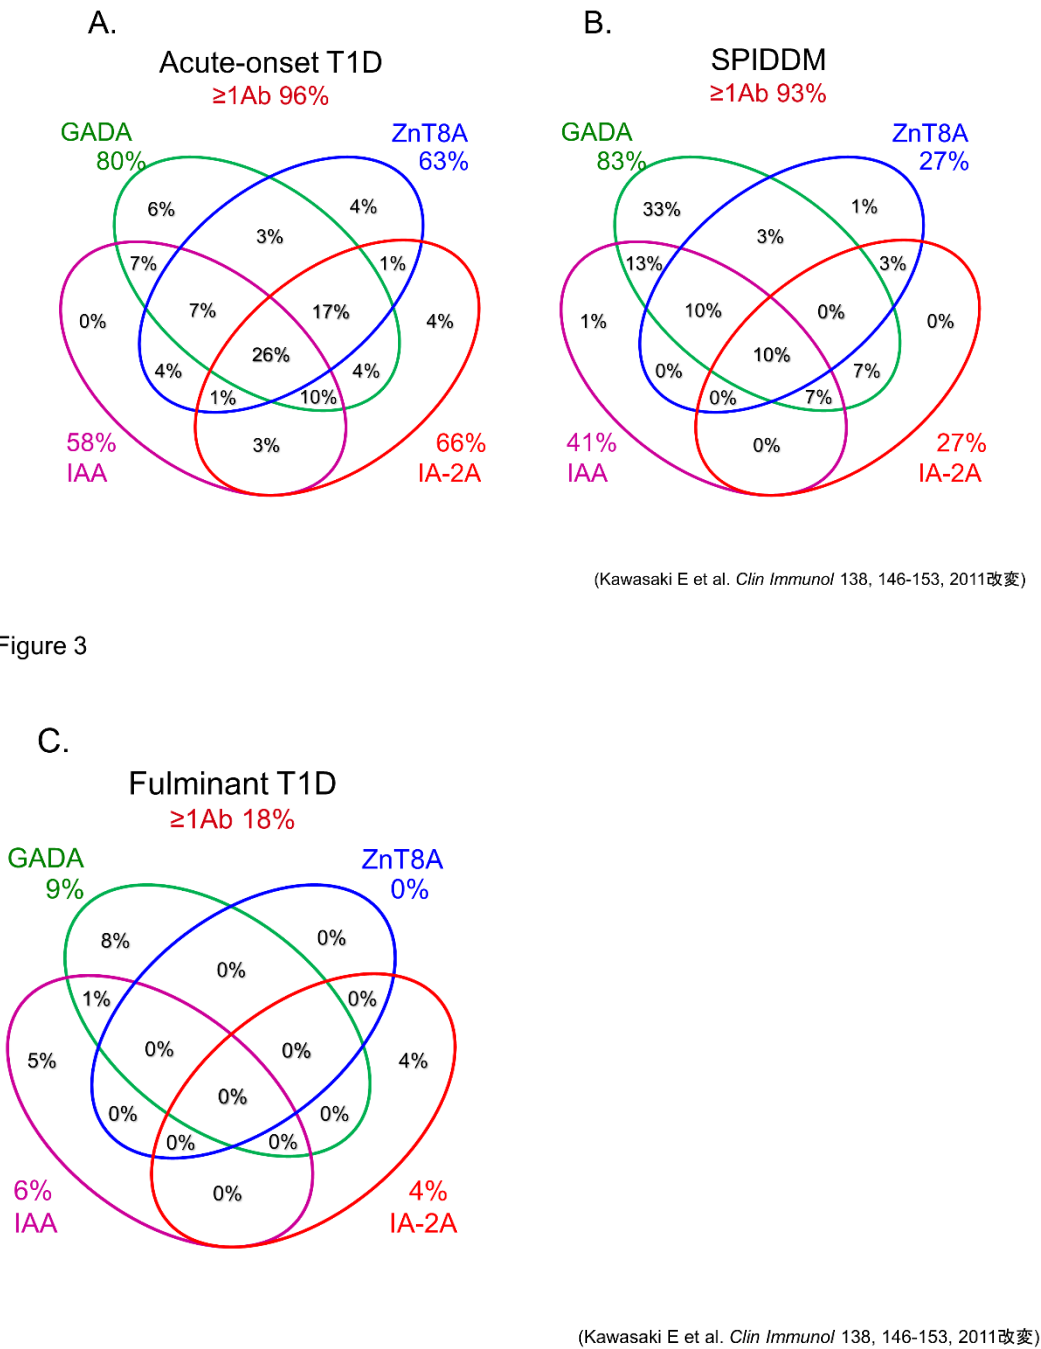 A.
Acute-onset T1D
≥1Ab 96%
GADA
80%
ZnT8A
63%
6%
4%
3%
7%
1%
7%
17%
0%
4%
26%
4%
4%
1%
10%
3%
58%
IAA
66%
IA-2A
B.
SPIDDM
≥1Ab 93%
GADA
83%
ZnT8A
27%
33%
1%
3%
13%
3%
10%
0%
1%
0%
10%
0%
7%
0%
7%
0%
41%
IAA
27%
IA-2A
(Kawasaki E et al. Clin Immunol 138, 146-153, 2011改変)
Figure 3
C.
Fulminant T1D
≥1Ab 18%
GADA
9%
ZnT8A
0%
8%
0%
0%
1%
0%
0%
0%
5%
4%
0%
0%
0%
0%
0%
0%
6%
IAA
4%
IA-2A
(Kawasaki E et al. Clin Immunol 138, 146-153, 2011改変)